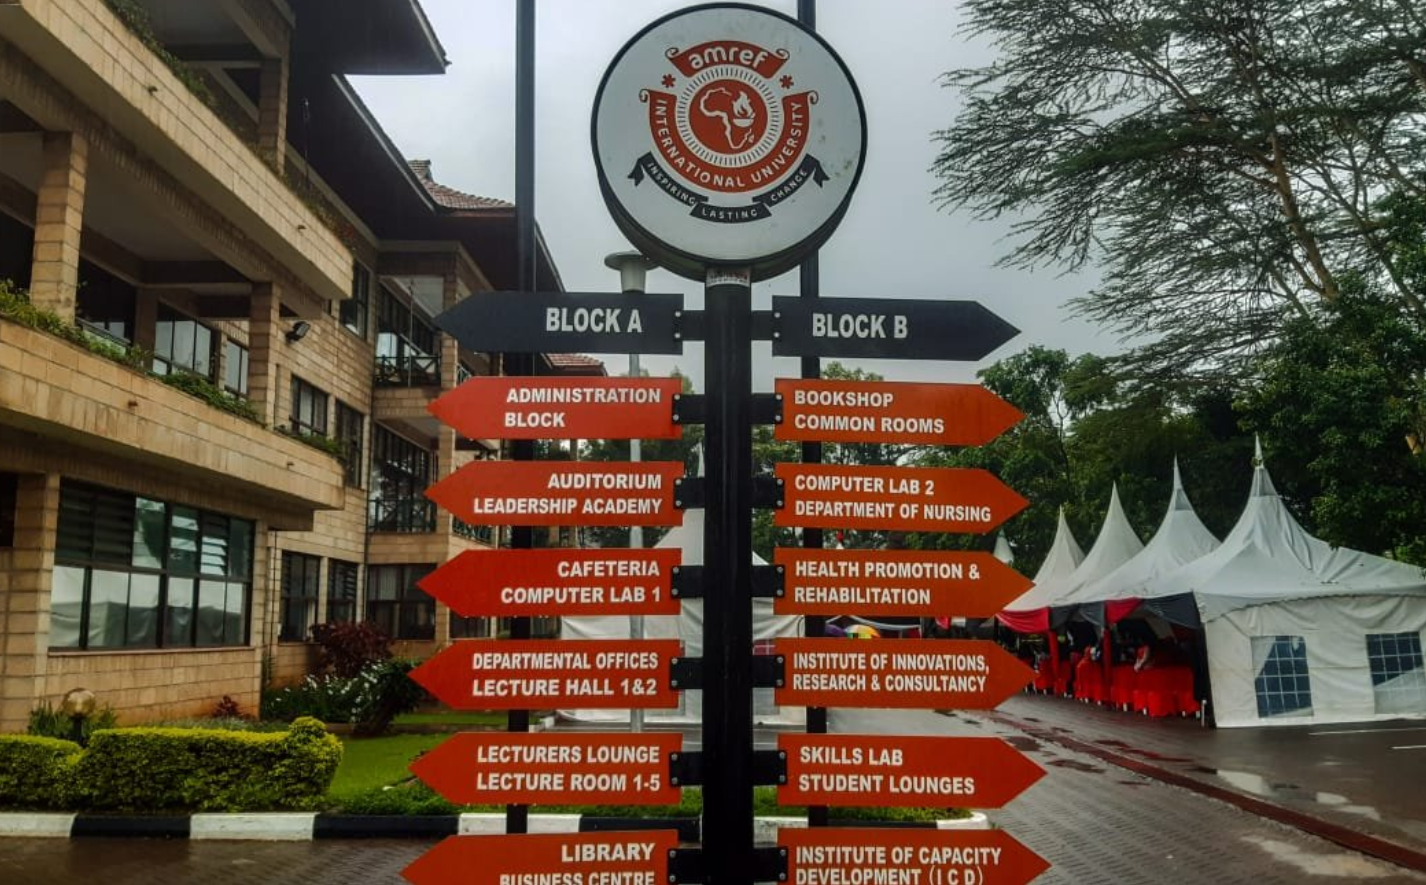 amref
INTERNATIONAL UNIVERSITY
INSPIRING LASTING CHANGE
BLOCK A
ADMINISTRATION
BLOCK
AUDITORIUM
LEADERSHIP ACADEMY
CAFETERIA
COMPUTER LAB 1
DEPARTMENTAL OFFICES
LECTURE HALL 1&2
LECTURERS LOUNGE
LECTURE ROOM 1-5
LIBRARY
BUSINESS CENTRE
BLOCK B
BOOKSHOP
COMMON ROOMS
COMPUTER LAB 2
DEPARTMENT OF NURSING
HEALTH PROMOTION &
REHABILITATION
INSTITUTE OF INNOVATIONS,
RESEARCH & CONSULTANCY
SKILLS LAB
STUDENT LOUNGES
INSTITUTE OF CAPACITY
DEVELOPMENT (I C D)